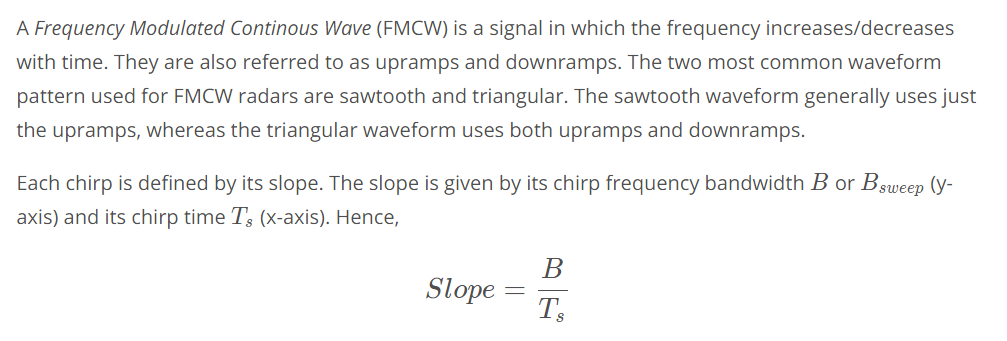 A Frequency Modulated Continous Wave (FMCW) is a signal in which the frequency increases/decreases
with time. They are also referred to as upramps and downramps. The two most common waveform
pattern used for FMCW radars are sawtooth and triangular. The sawtooth waveform generally uses just
the upramps, whereas the triangular waveform uses both upramps and downramps.
Each chirp is defined by its slope. The slope is given by its chirp frequency bandwidth B or B_sweep (y-
axis) and its chirp time T_s (x-axis). Hence,
Slope = B / T_s